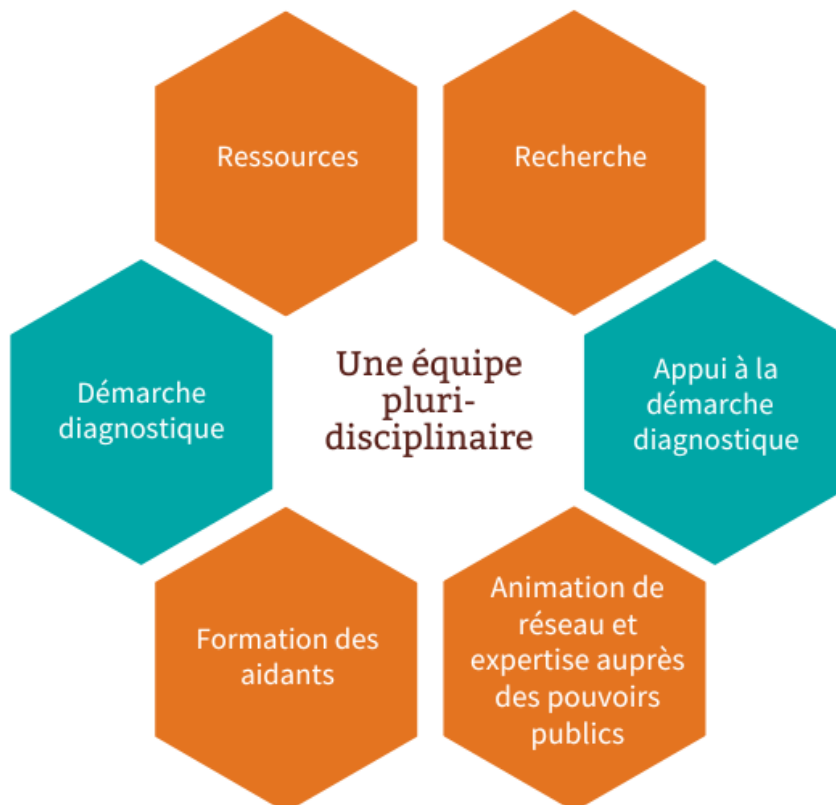 Ressources
Recherche
Démarche
diagnostique
Une équipe
pluri-
disciplinaire
Appui à la
démarche
diagnostique
Formation des
aidants
Animation de
réseau et
expertise auprès
des pouvoirs
publics